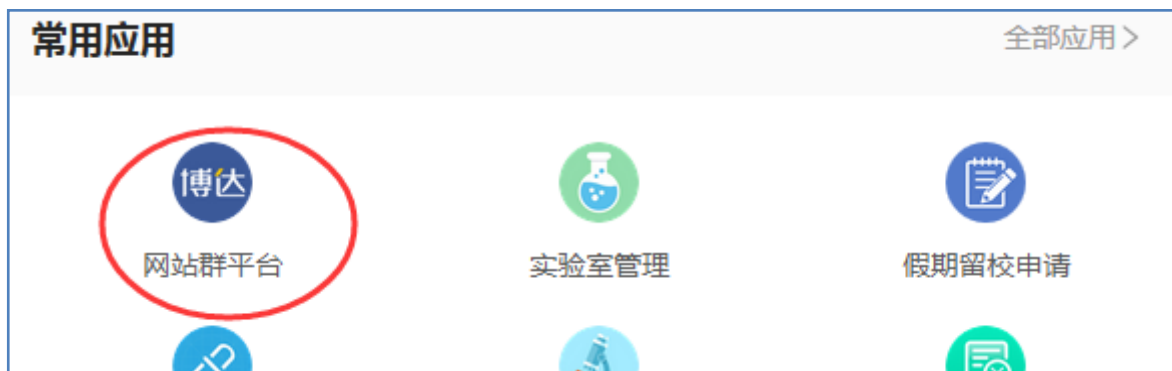 常用应用
全部应用>
博达
网站群平台
实验室管理
假期留校申请